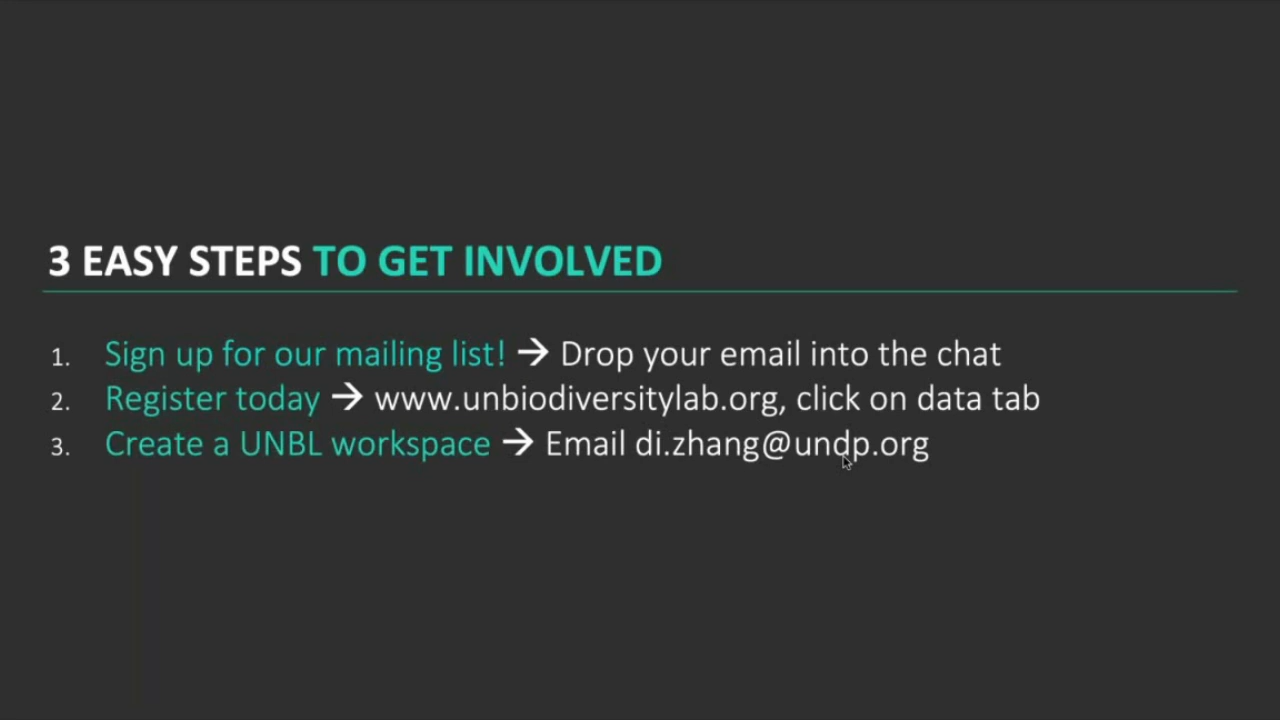 3 EASY STEPS TO GET INVOLVED
1. Sign up for our mailing list! → Drop your email into the chat
2. Register today → www.unbiodiversitylab.org, click on data tab
3. Create a UNBL workspace → Email di.zhang@undp.org